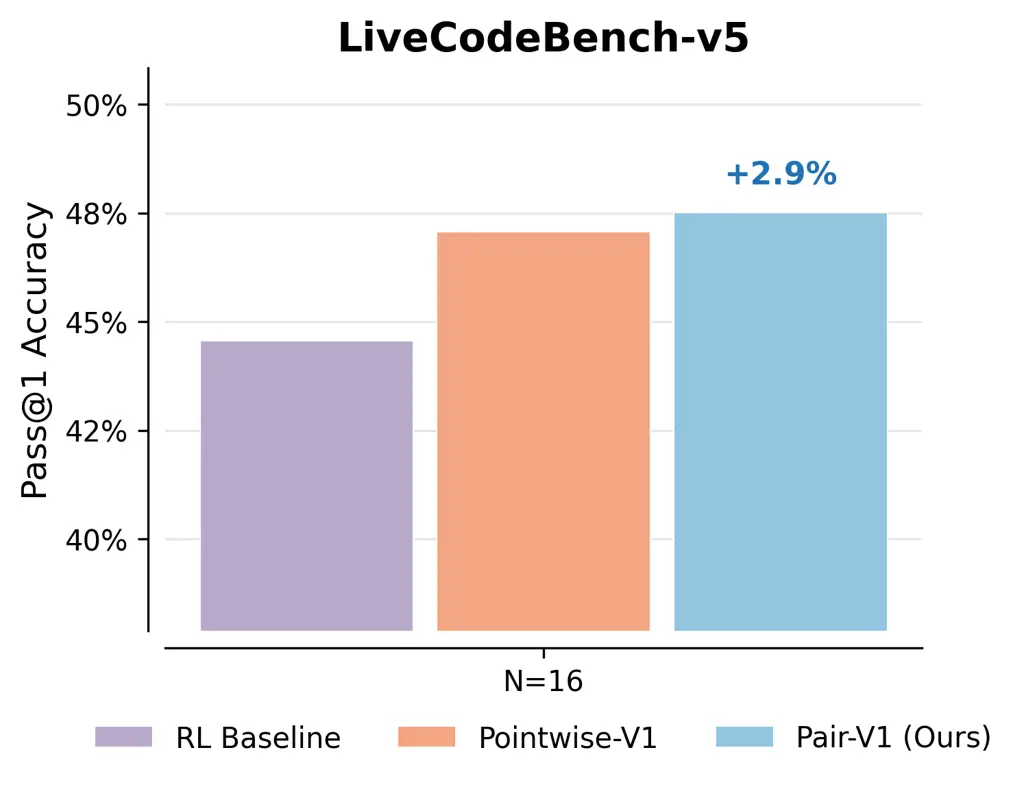 LiveCodeBench-v5
Pass@1 Accuracy
50%
48%
45%
42%
40%
+2.9%
N=16
RL Baseline
Pointwise-V1
Pair-V1 (Ours)